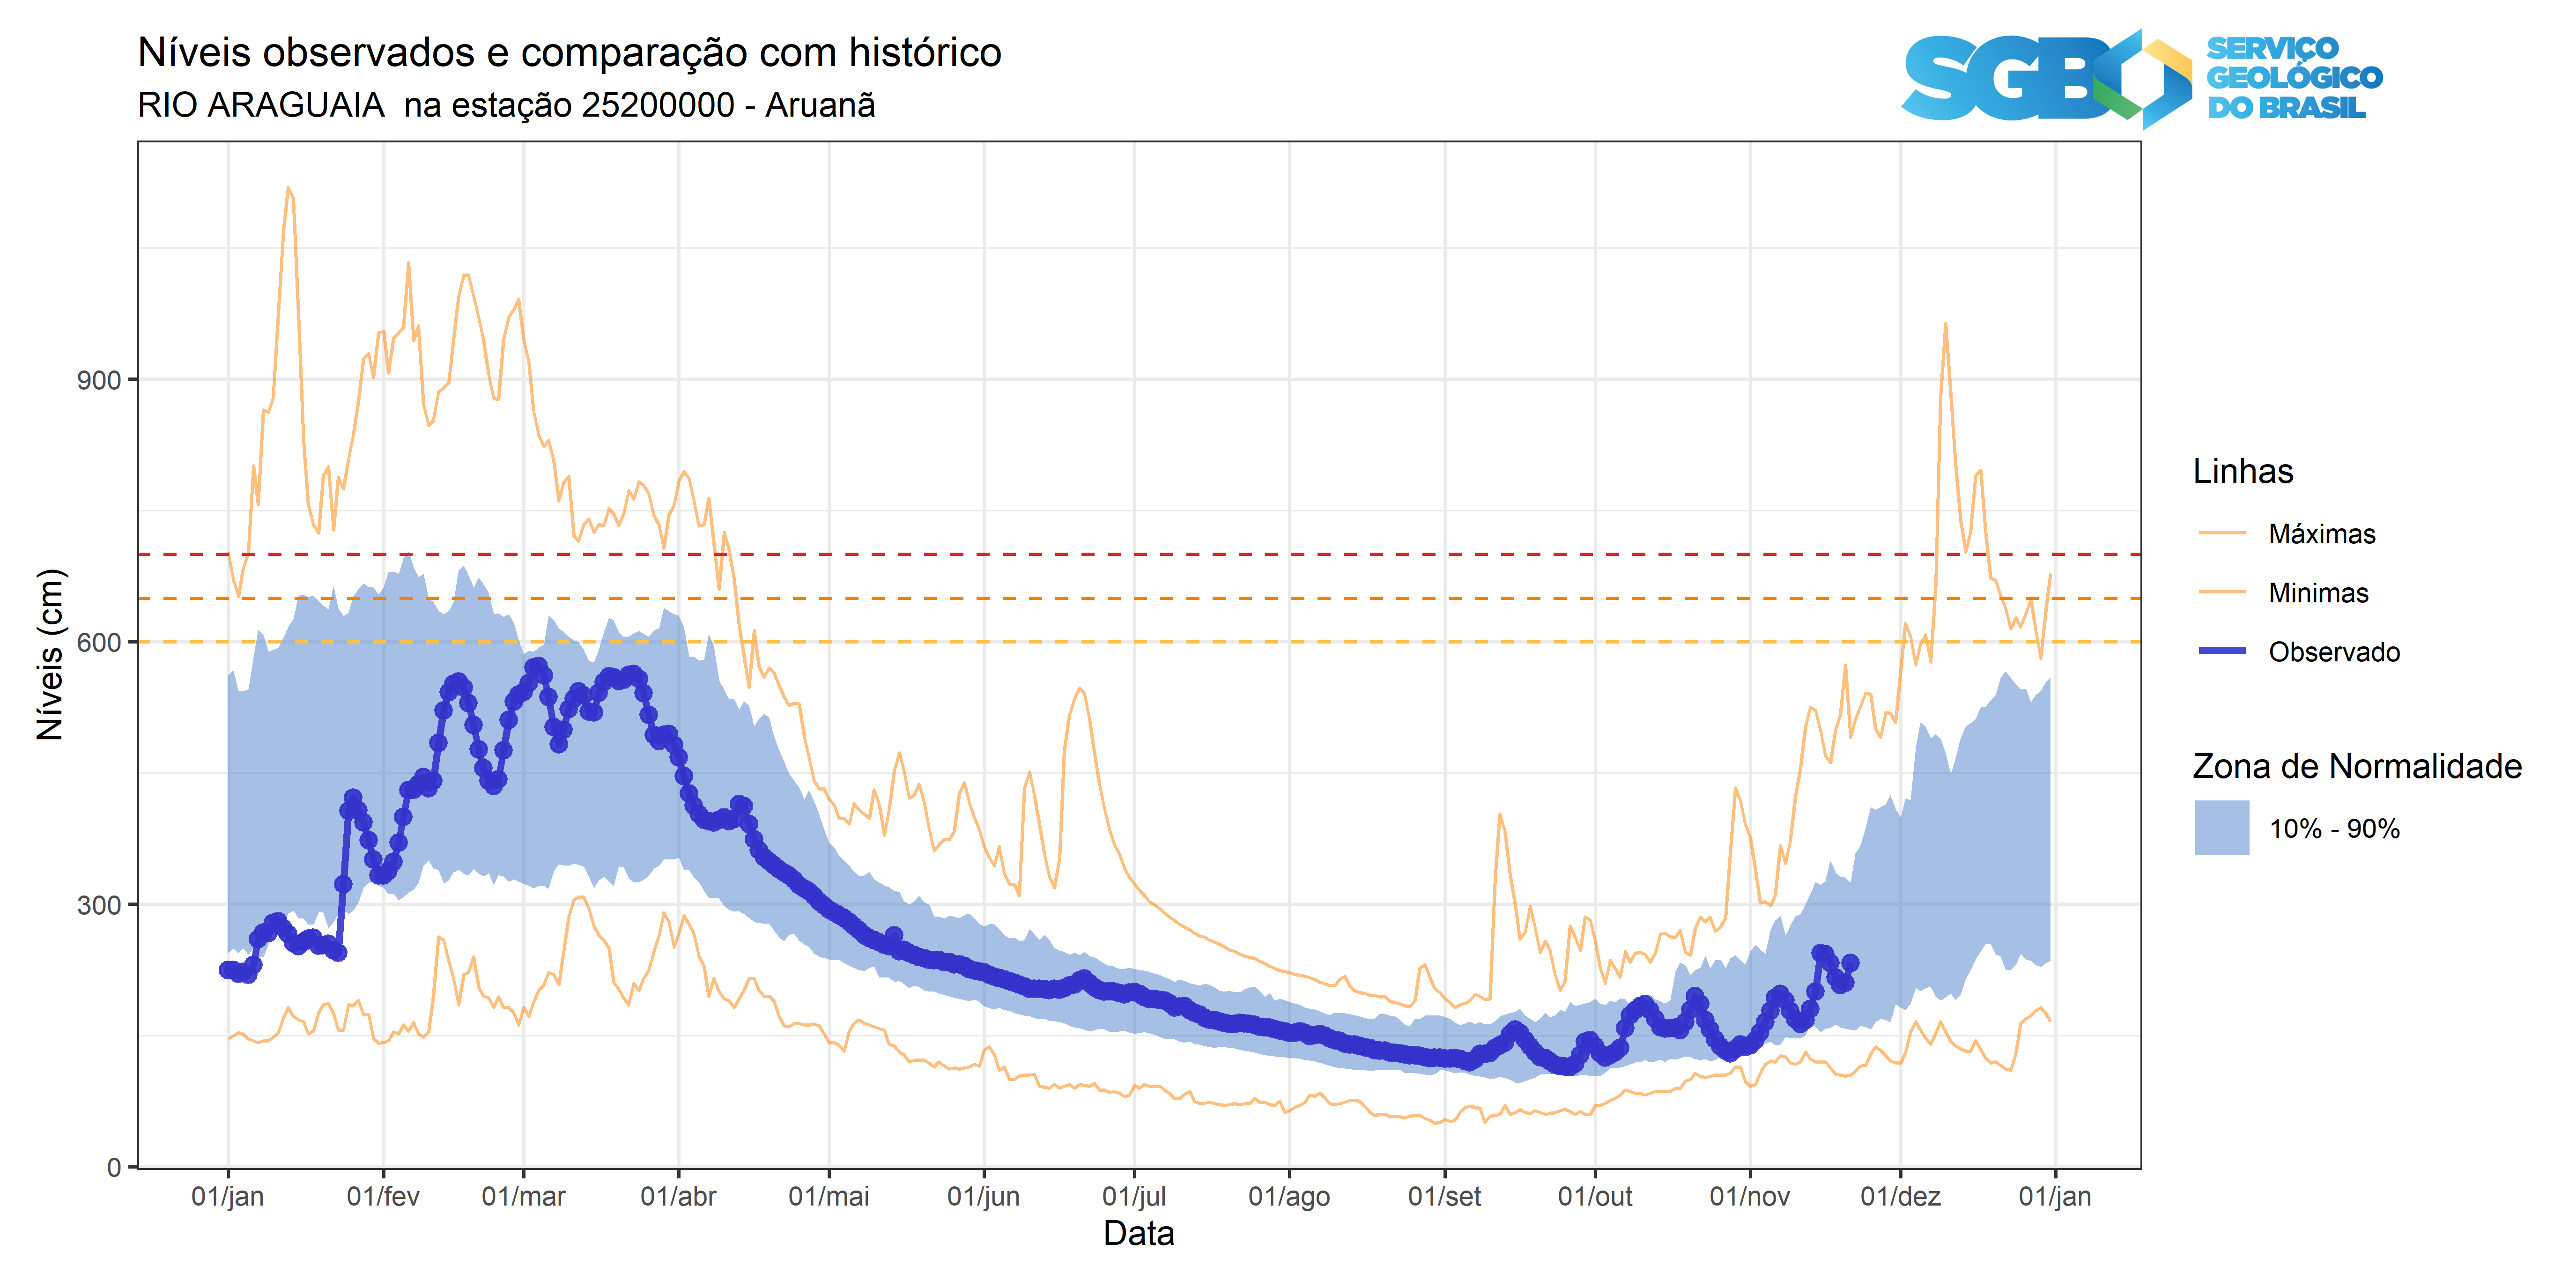 Níveis observados e comparação com histórico
RIO ARAGUAIA  na estação 25200000 - Aruanã
SGB
SERVIÇO
GEOLÓGICO
DO BRASIL
Níveis (cm)
900
600
300
0
01/jan
01/fev
01/mar
01/abr
01/mai
01/jun
01/jul
01/ago
01/set
01/out
01/nov
01/dez
01/jan
Data
Linhas
Máximas
Minimas
Observado
Zona de Normalidade
10% - 90%